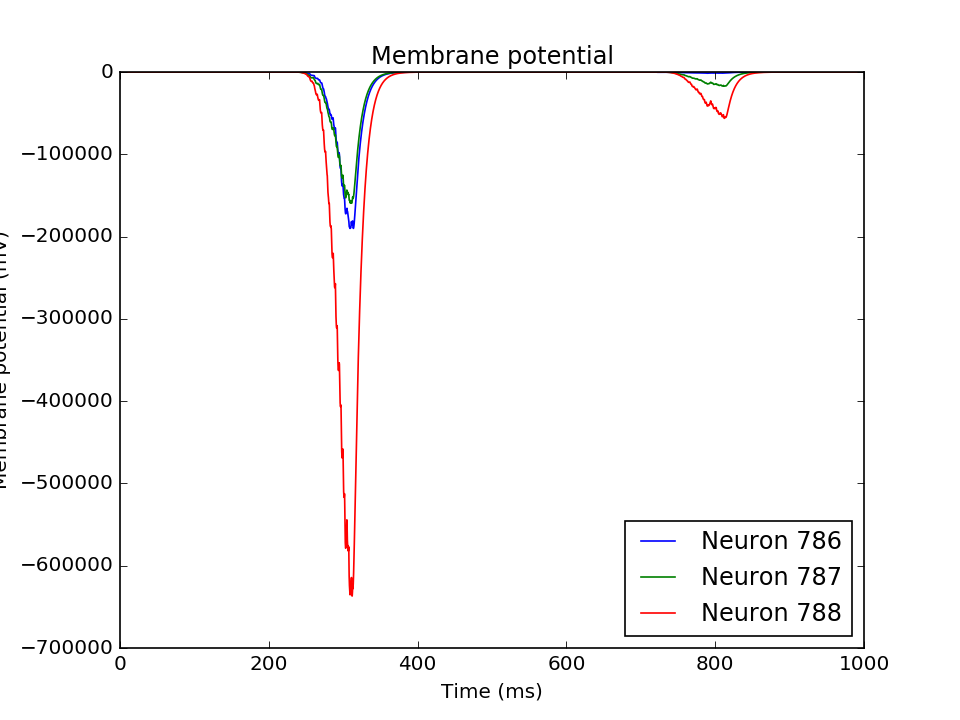 Membrane potential
0
−100000
−200000
−300000
−400000
−500000
−600000
−700000
Membrane potential (mV)
0 200 400 600 800 1000
Time (ms)
Neuron 786
Neuron 787
Neuron 788